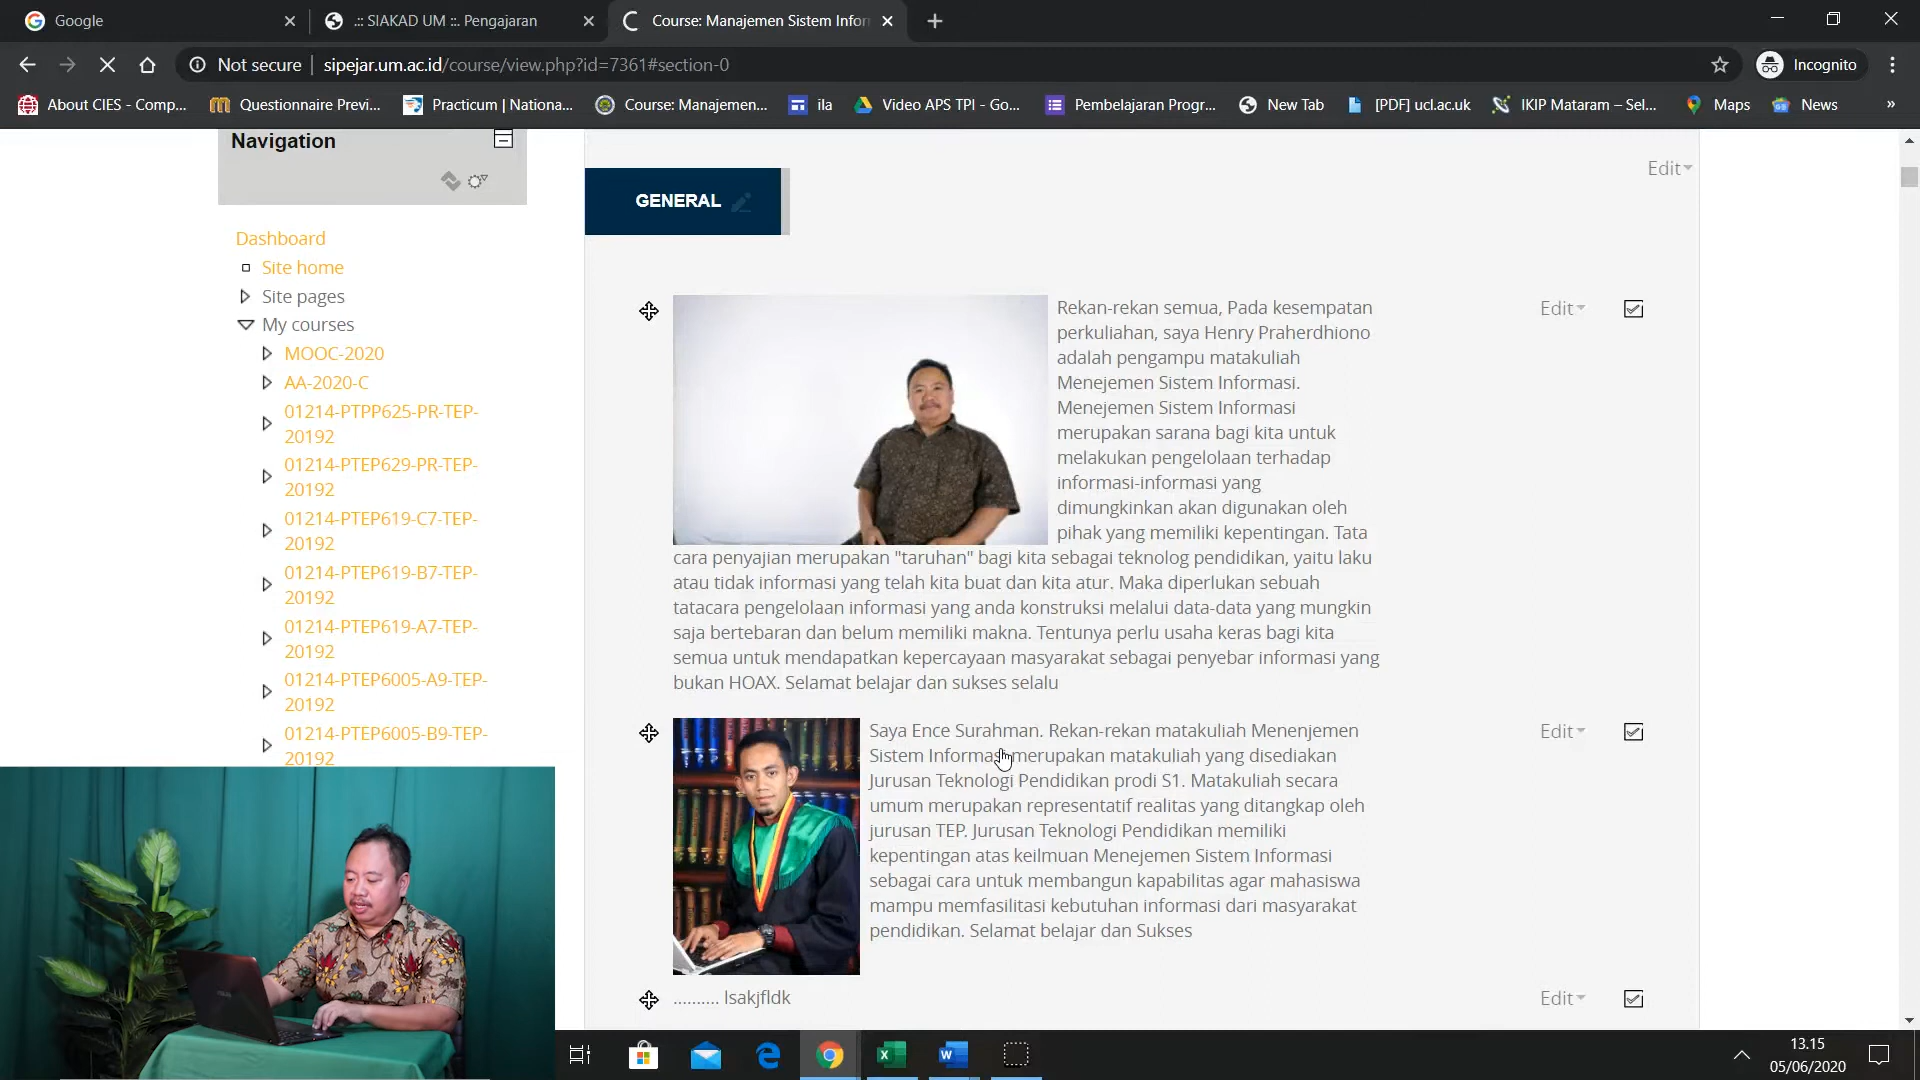 Google
.:: SIAKAD UM ::. Pengajaran
Course: Manajemen Sistem Infor
Not secure
sipejar.um.ac.id/course/view.php?id=7361#section-0
Incognito
About CIES - Comp...
Questionnaire Previ...
Practicum | Nationa...
Course: Manajemen...
ila
Video APS TPI - Go...
Pembelajaran Progr...
New Tab
[PDF] ucl.ac.uk
IKIP Mataram – Sel...
Maps
News
»
Navigation
Dashboard
Site home
Site pages
My courses
MOOC-2020
AA-2020-C
01214-PTPP625-PR-TEP-
20192
01214-PTEP629-PR-TEP-
20192
01214-PTEP619-C7-TEP-
20192
01214-PTEP619-B7-TEP-
20192
01214-PTEP619-A7-TEP-
20192
01214-PTEP6005-A9-TEP-
20192
01214-PTEP6005-B9-TEP-
20192
Edit
GENERAL
Rekan-rekan semua, Pada kesempatan
perkuliahan, saya Henry Praherdhiono
adalah pengampu matakuliah
Menejemen Sistem Informasi.
Menejemen Sistem Informasi
merupakan sarana bagi kita untuk
melakukan pengelolaan terhadap
informasi-informasi yang
dimungkinkan akan digunakan oleh
pihak yang memiliki kepentingan. Tata
cara penyajian merupakan "taruhan" bagi kita sebagai teknolog pendidikan, yaitu laku
atau tidak informasi yang telah kita buat dan kita atur. Maka diperlukan sebuah
tatacara pengelolaan informasi yang anda konstruksi melalui data-data yang mungkin
saja bertebaran dan belum memiliki makna. Tentunya perlu usaha keras bagi kita
semua untuk mendapatkan kepercayaan masyarakat sebagai penyebar informasi yang
bukan HOAX. Selamat belajar dan sukses selalu
Edit
Saya Ence Surahman. Rekan-rekan matakuliah Menenjemen
Sistem Informasi merupakan matakuliah yang disediakan
Jurusan Teknologi Pendidikan prodi S1. Matakuliah secara
umum merupakan representatif realitas yang ditangkap oleh
jurusan TEP. Jurusan Teknologi Pendidikan memiliki
kepentingan atas keilmuan Menejemen Sistem Informasi
sebagai cara untuk membangun kapabilitas agar mahasiswa
mampu memfasilitasi kebutuhan informasi dari masyarakat
pendidikan. Selamat belajar dan Sukses
Edit
.......... lsakjfldk
Edit
13.15
05/06/2020